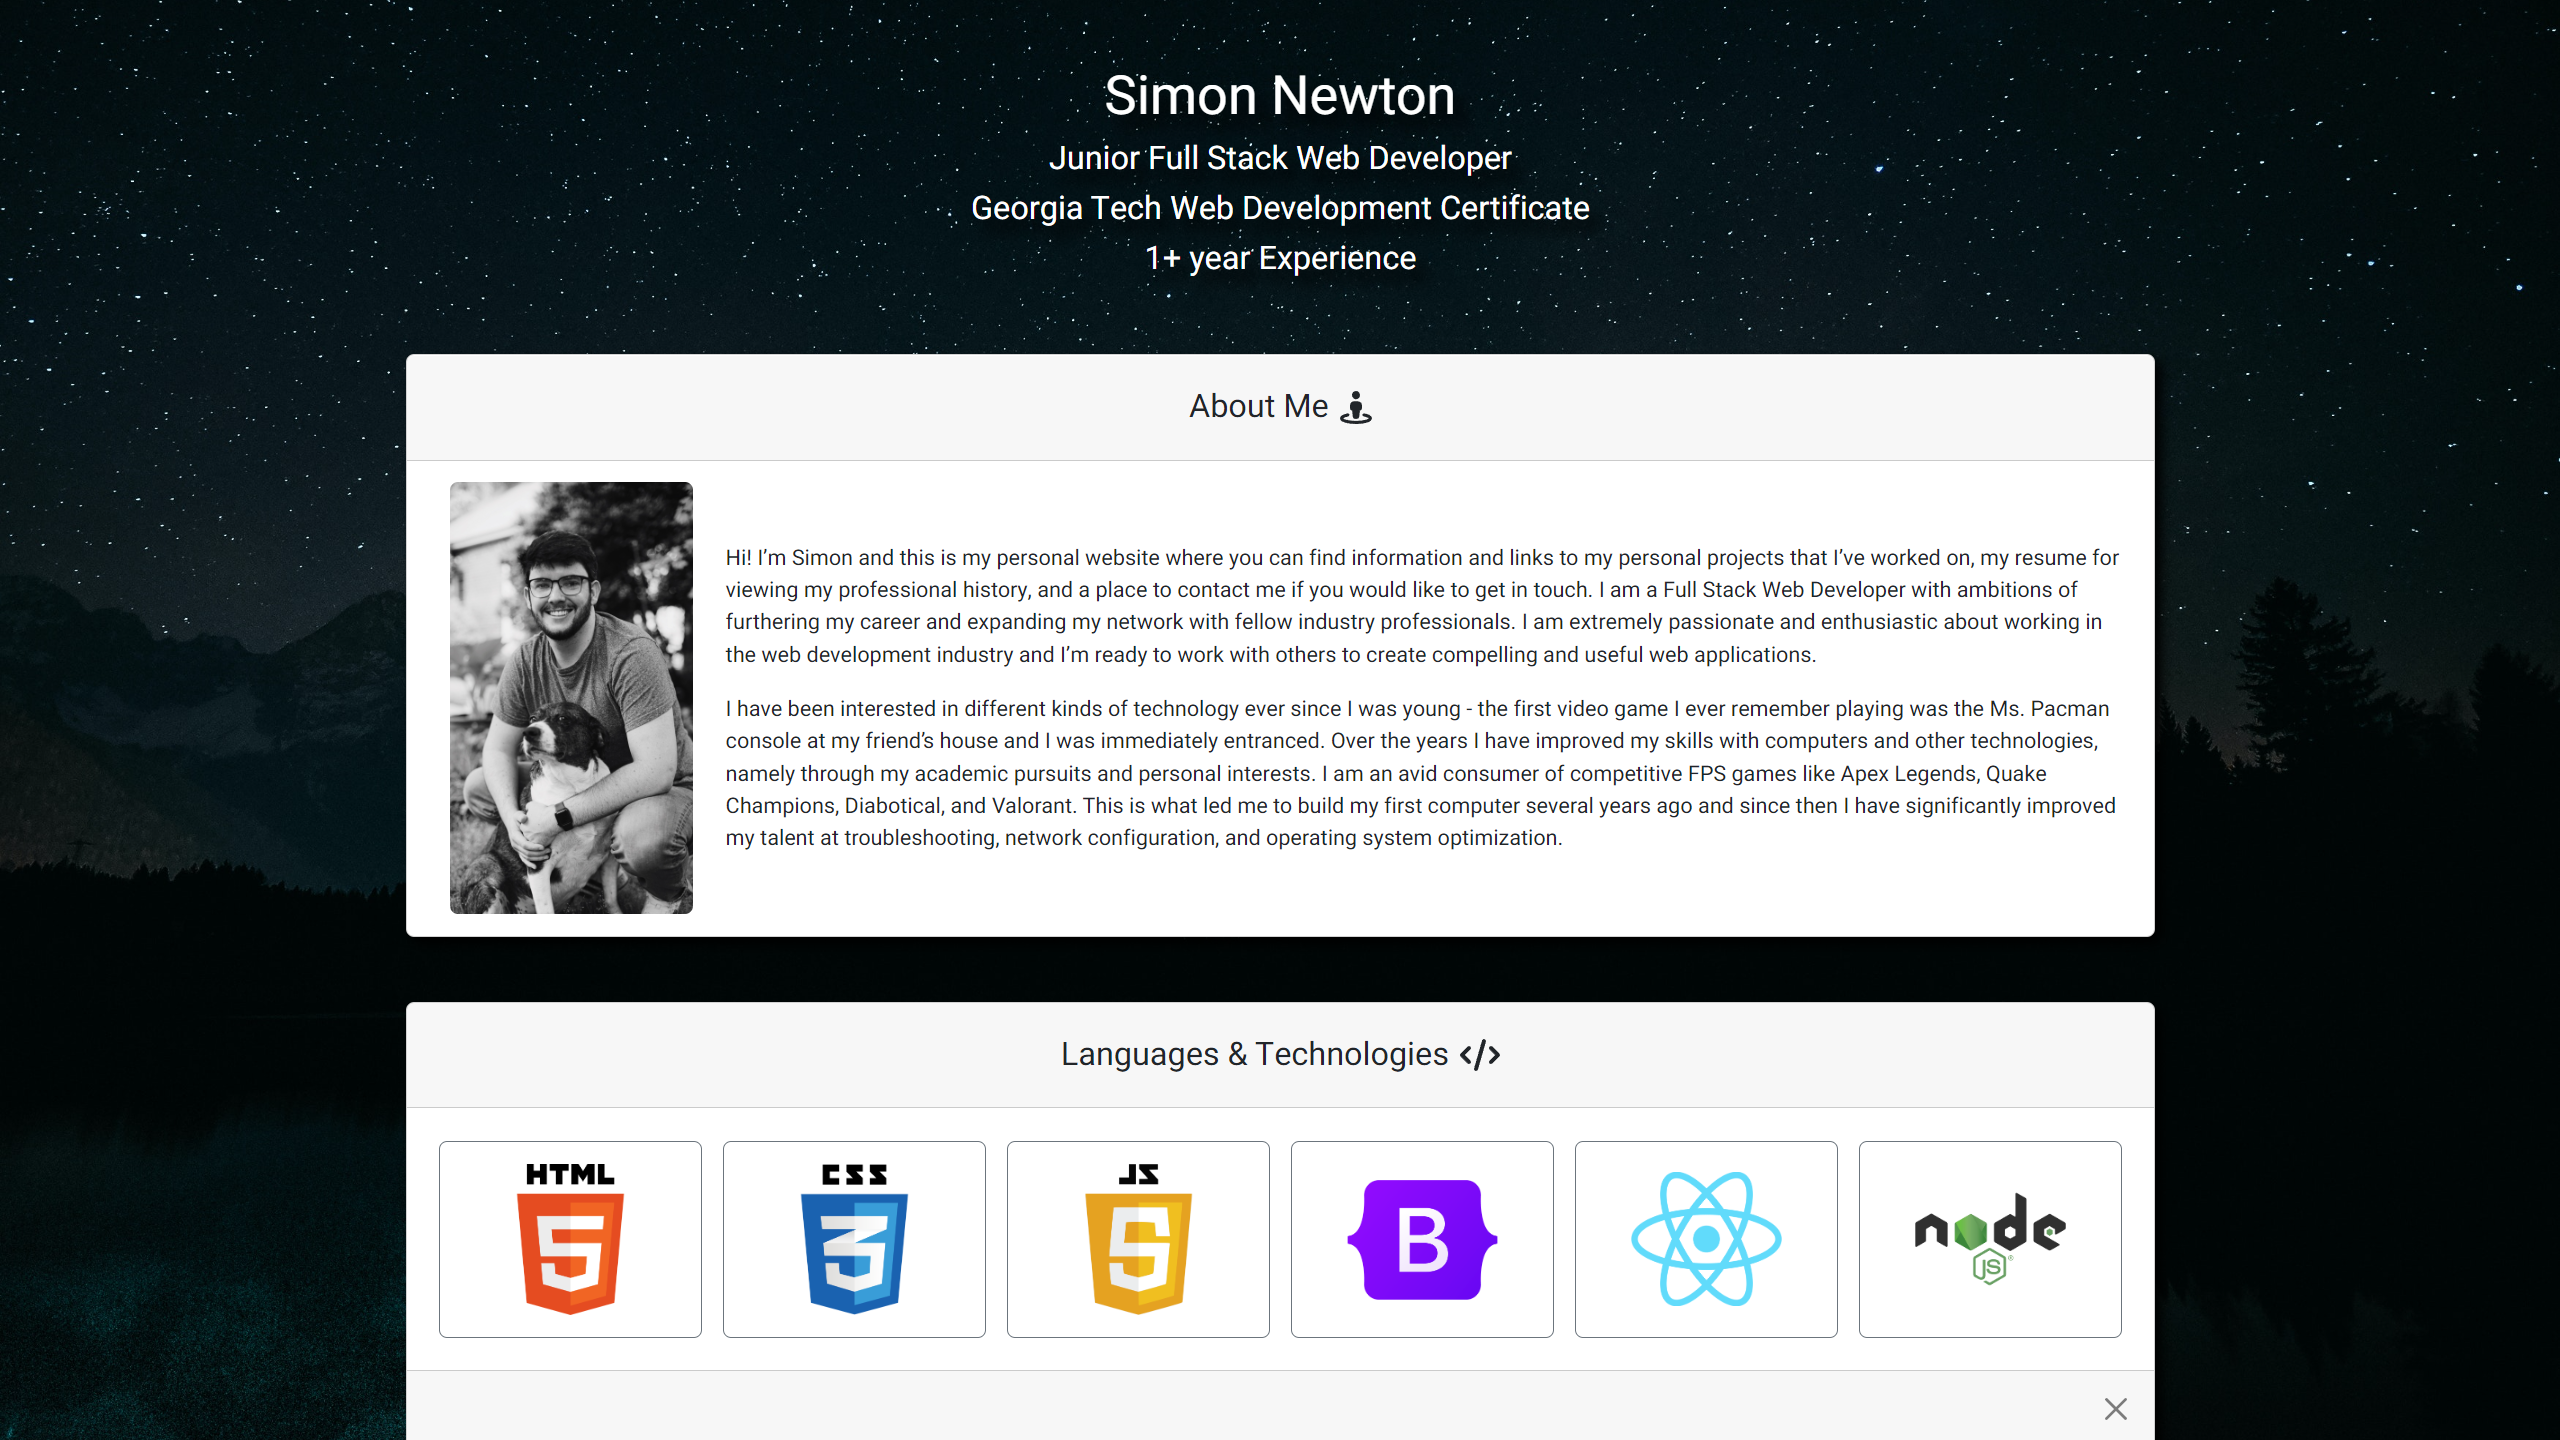 Simon Newton
Junior Full Stack Web Developer
Georgia Tech Web Development Certificate
1+ year Experience
About Me
Hi! I’m Simon and this is my personal website where you can find information and links to my personal projects that I’ve worked on, my resume for
viewing my professional history, and a place to contact me if you would like to get in touch. I am a Full Stack Web Developer with ambitions of
furthering my career and expanding my network with fellow industry professionals. I am extremely passionate and enthusiastic about working in
the web development industry and I’m ready to work with others to create compelling and useful web applications.
I have been interested in different kinds of technology ever since I was young - the first video game I ever remember playing was the Ms. Pacman
console at my friend’s house and I was immediately entranced. Over the years I have improved my skills with computers and other technologies,
namely through my academic pursuits and personal interests. I am an avid consumer of competitive FPS games like Apex Legends, Quake
Champions, Diabotical, and Valorant. This is what led me to build my first computer several years ago and since then I have significantly improved
my talent at troubleshooting, network configuration, and operating system optimization.
Languages & Technologies </>
HTML CSS JS
5 3 5 B node
JS